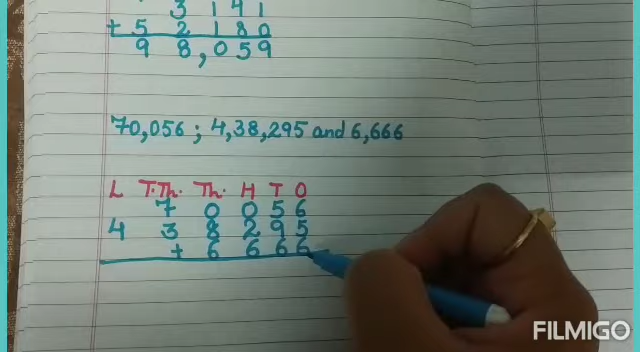 3 1 4 1
+ 5 2 1 8 0
9 8,0 5 9
70,056 ; 4,38,295 and 6,666
L T.Th. Th. H T O
7 0 0 5 6
4 3 8 2 9 5
+ 6 6 6 6
FILMIGO